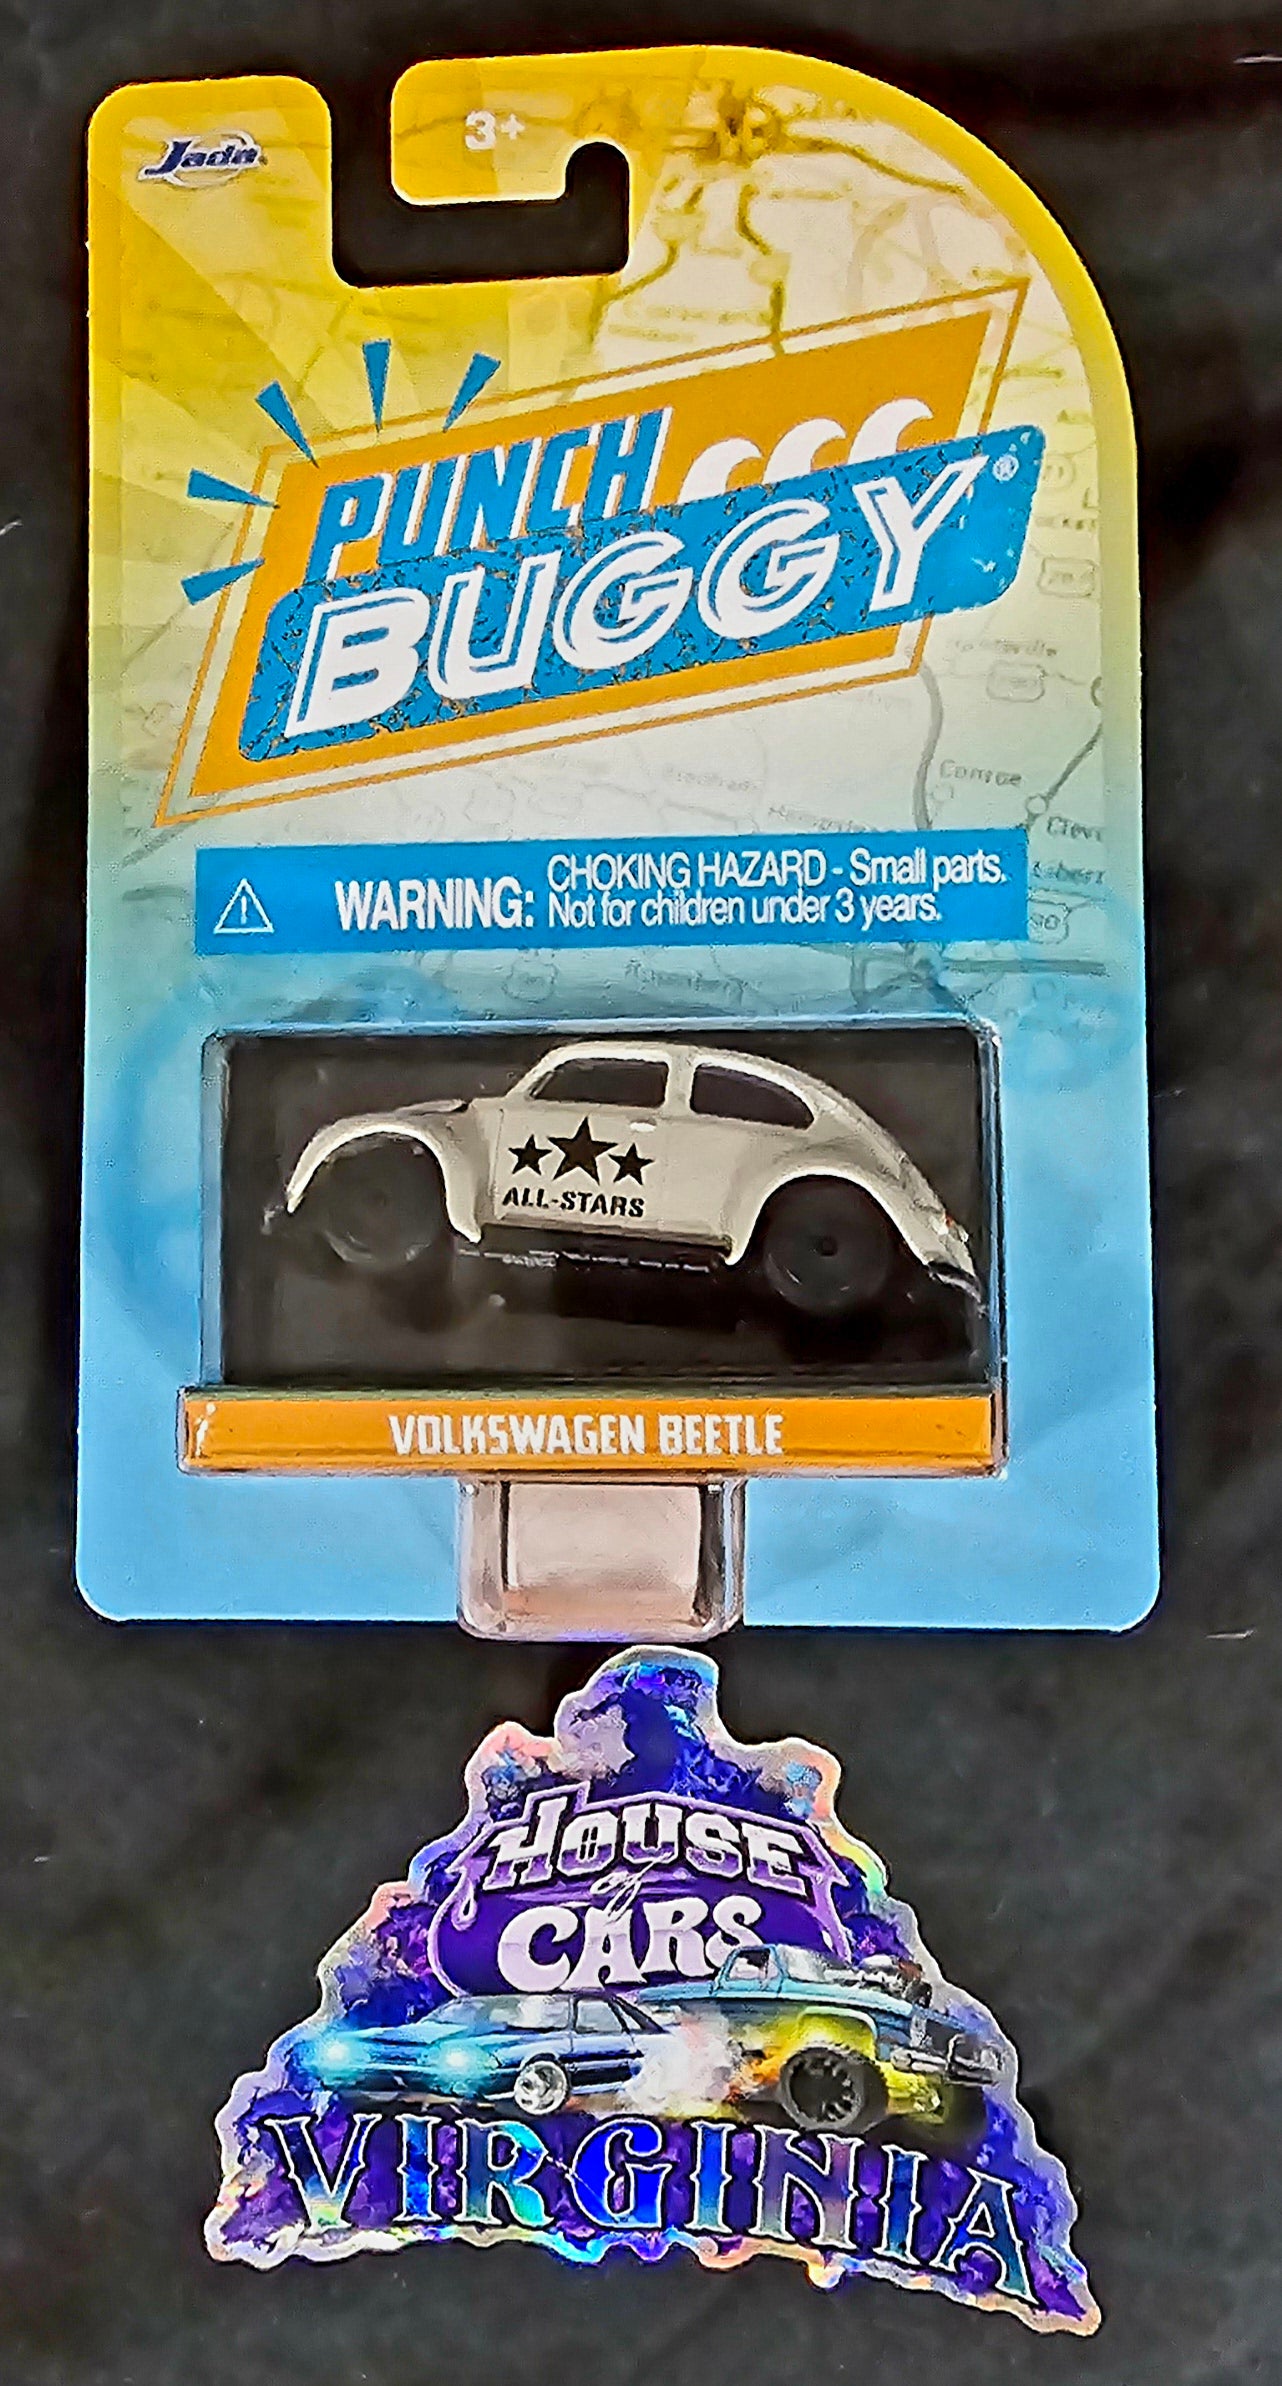 Jada
3+
PUNCH
BUGGY®
Conroe
WARNING: CHOKING HAZARD - Small parts.
Not for children under 3 years.
ALL-STARS
VOLKSWAGEN BEETLE
HOUSE
of
CARS
VIRGINIA